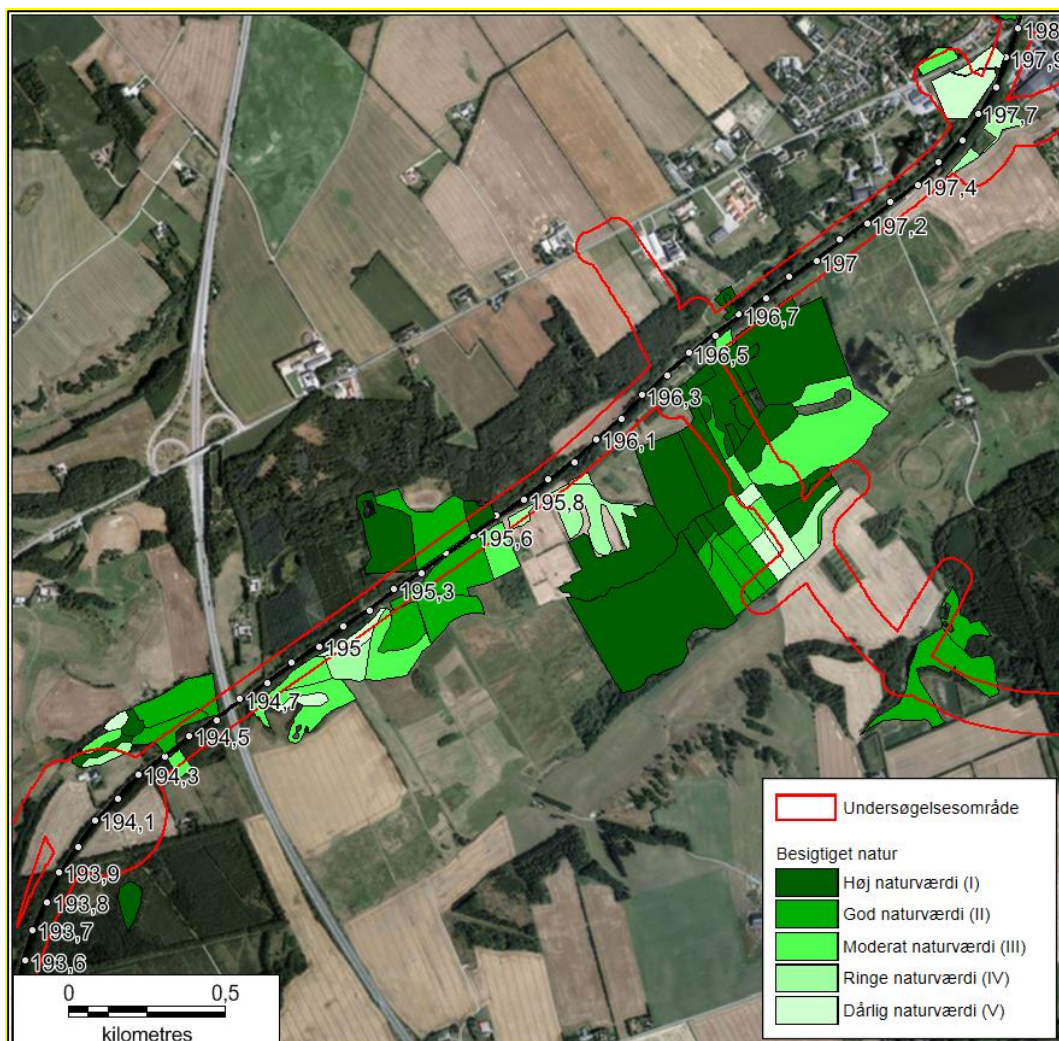 198
197,9
197,7
197,4
197,2
197
196,7
196,5
196,3
196,1
195,8
195,6
195,3
195
194,7
194,5
194,3
194,1
193,9
193,8
193,7
193,6
0 0,5
kilometres
Undersøgelsesområde
Besigtiget natur
Høj naturværdi (I)
God naturværdi (II)
Moderat naturværdi (III)
Ringe naturværdi (IV)
Dårlig naturværdi (V)